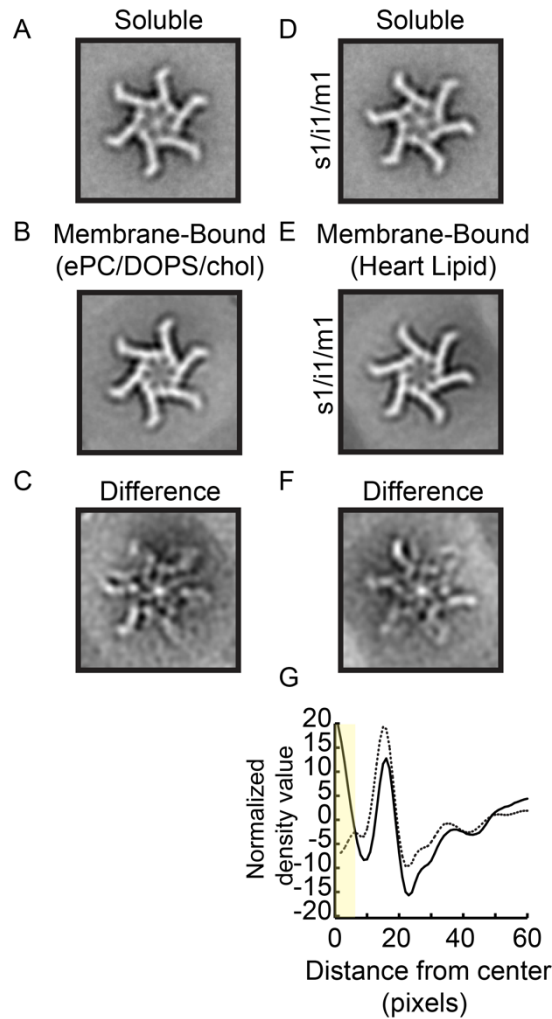 A
Soluble
D
Soluble
s1/i1/m1
B
Membrane-Bound
(ePC/DOPS/chol)
E
Membrane-Bound
(Heart Lipid)
s1/i1/m1
C
Difference
F
Difference
G
Normalized
density value
20
15
10
5
0
-5
-10
-15
-20
0
20
40
60
Distance from center
(pixels)